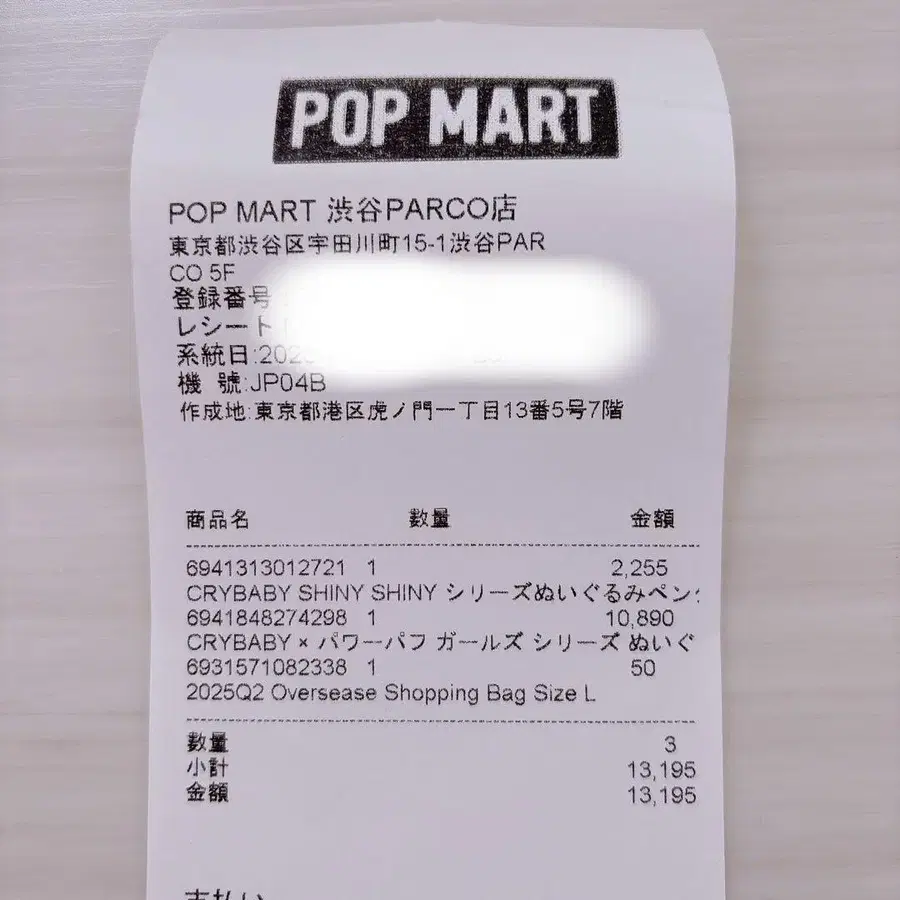 POP MART
POP MART 渋谷PARCO店
東京都渋谷区宇田川町15-1渋谷PAR
CO 5F
登録番号
レシート
系統日:202
機 號:JP04B
作成地:東京都港区虎ノ門一丁目13番5号7階
商品名 数量 金額
6941313012721 1 2,255
CRYBABY SHINY SHINY シリーズぬいぐるみペン
6941848274298 1 10,890
CRYBABY × パワーパフ ガールズ シリーズ ぬいぐ
6931571082338 1 50
2025Q2 Oversease Shopping Bag Size L
数量 3
小計 13,195
金額 13,195